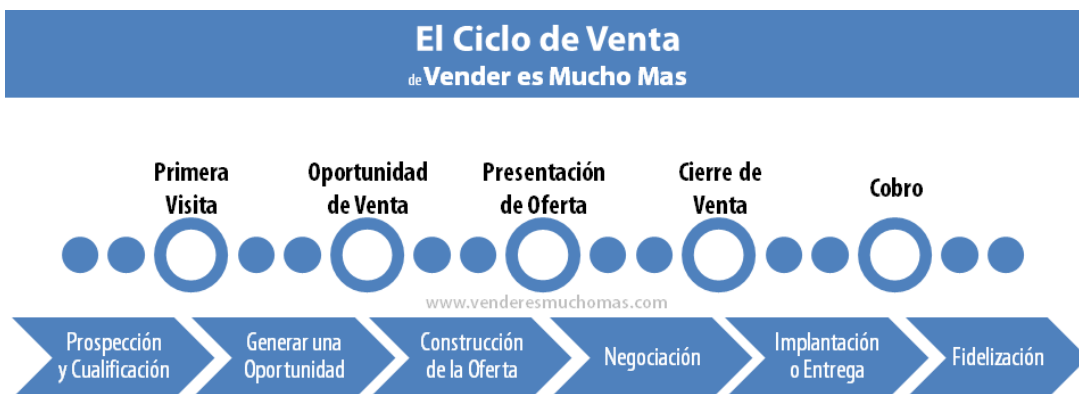 El Ciclo de Venta
de Vender es Mucho Mas
Primera
Visita
Oportunidad
de Venta
Presentación
de Oferta
Cierre de
Venta
Cobro
www.venderesmuchomas.com
Prospección
y Cualificación
Generar una
Oportunidad
Construcción
de la Oferta
Negociación
Implantación
o Entrega
Fidelización